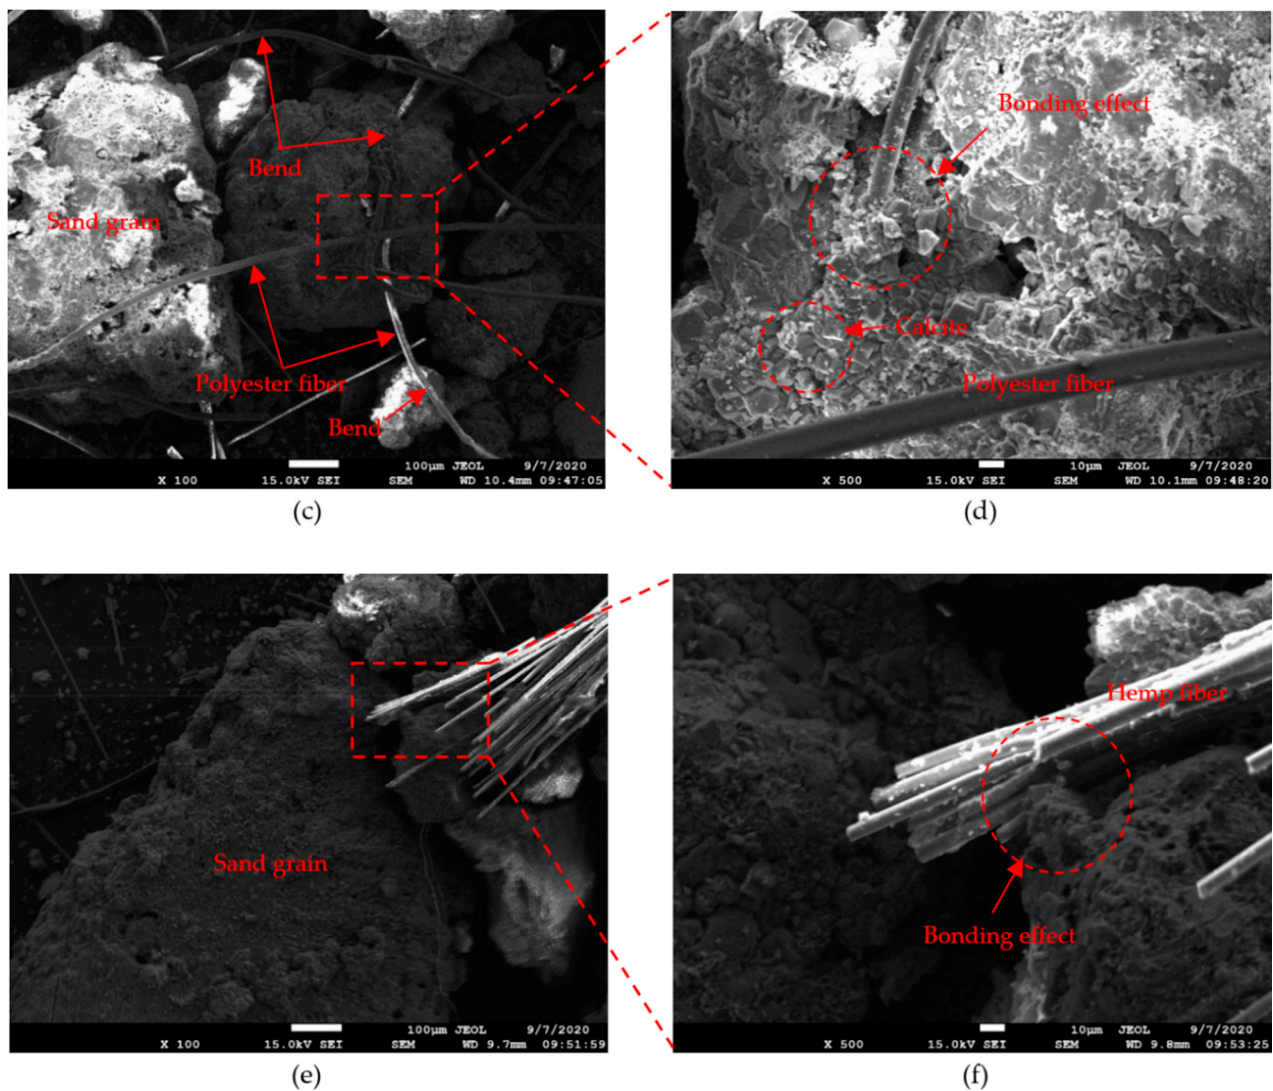 Bend
Sand grain
Polyester fiber
Bend
100µm JEOL 9/7/2020
X 100 15.0kV SEI SEM WD 10.4mm 09:47:05
(c)
Bonding effect
Calcite
Polyester fiber
10µm JEOL 9/7/2020
X 500 15.0kV SEI SEM WD 10.1mm 09:48:20
(d)
Sand grain
100µm JEOL 9/7/2020
X 100 15.0kV SEI SEM WD 9.7mm 09:51:59
(e)
Hemp fiber
Bonding effect
10µm JEOL 9/7/2020
X 500 15.0kV SEI SEM WD 9.8mm 09:53:25
(f)